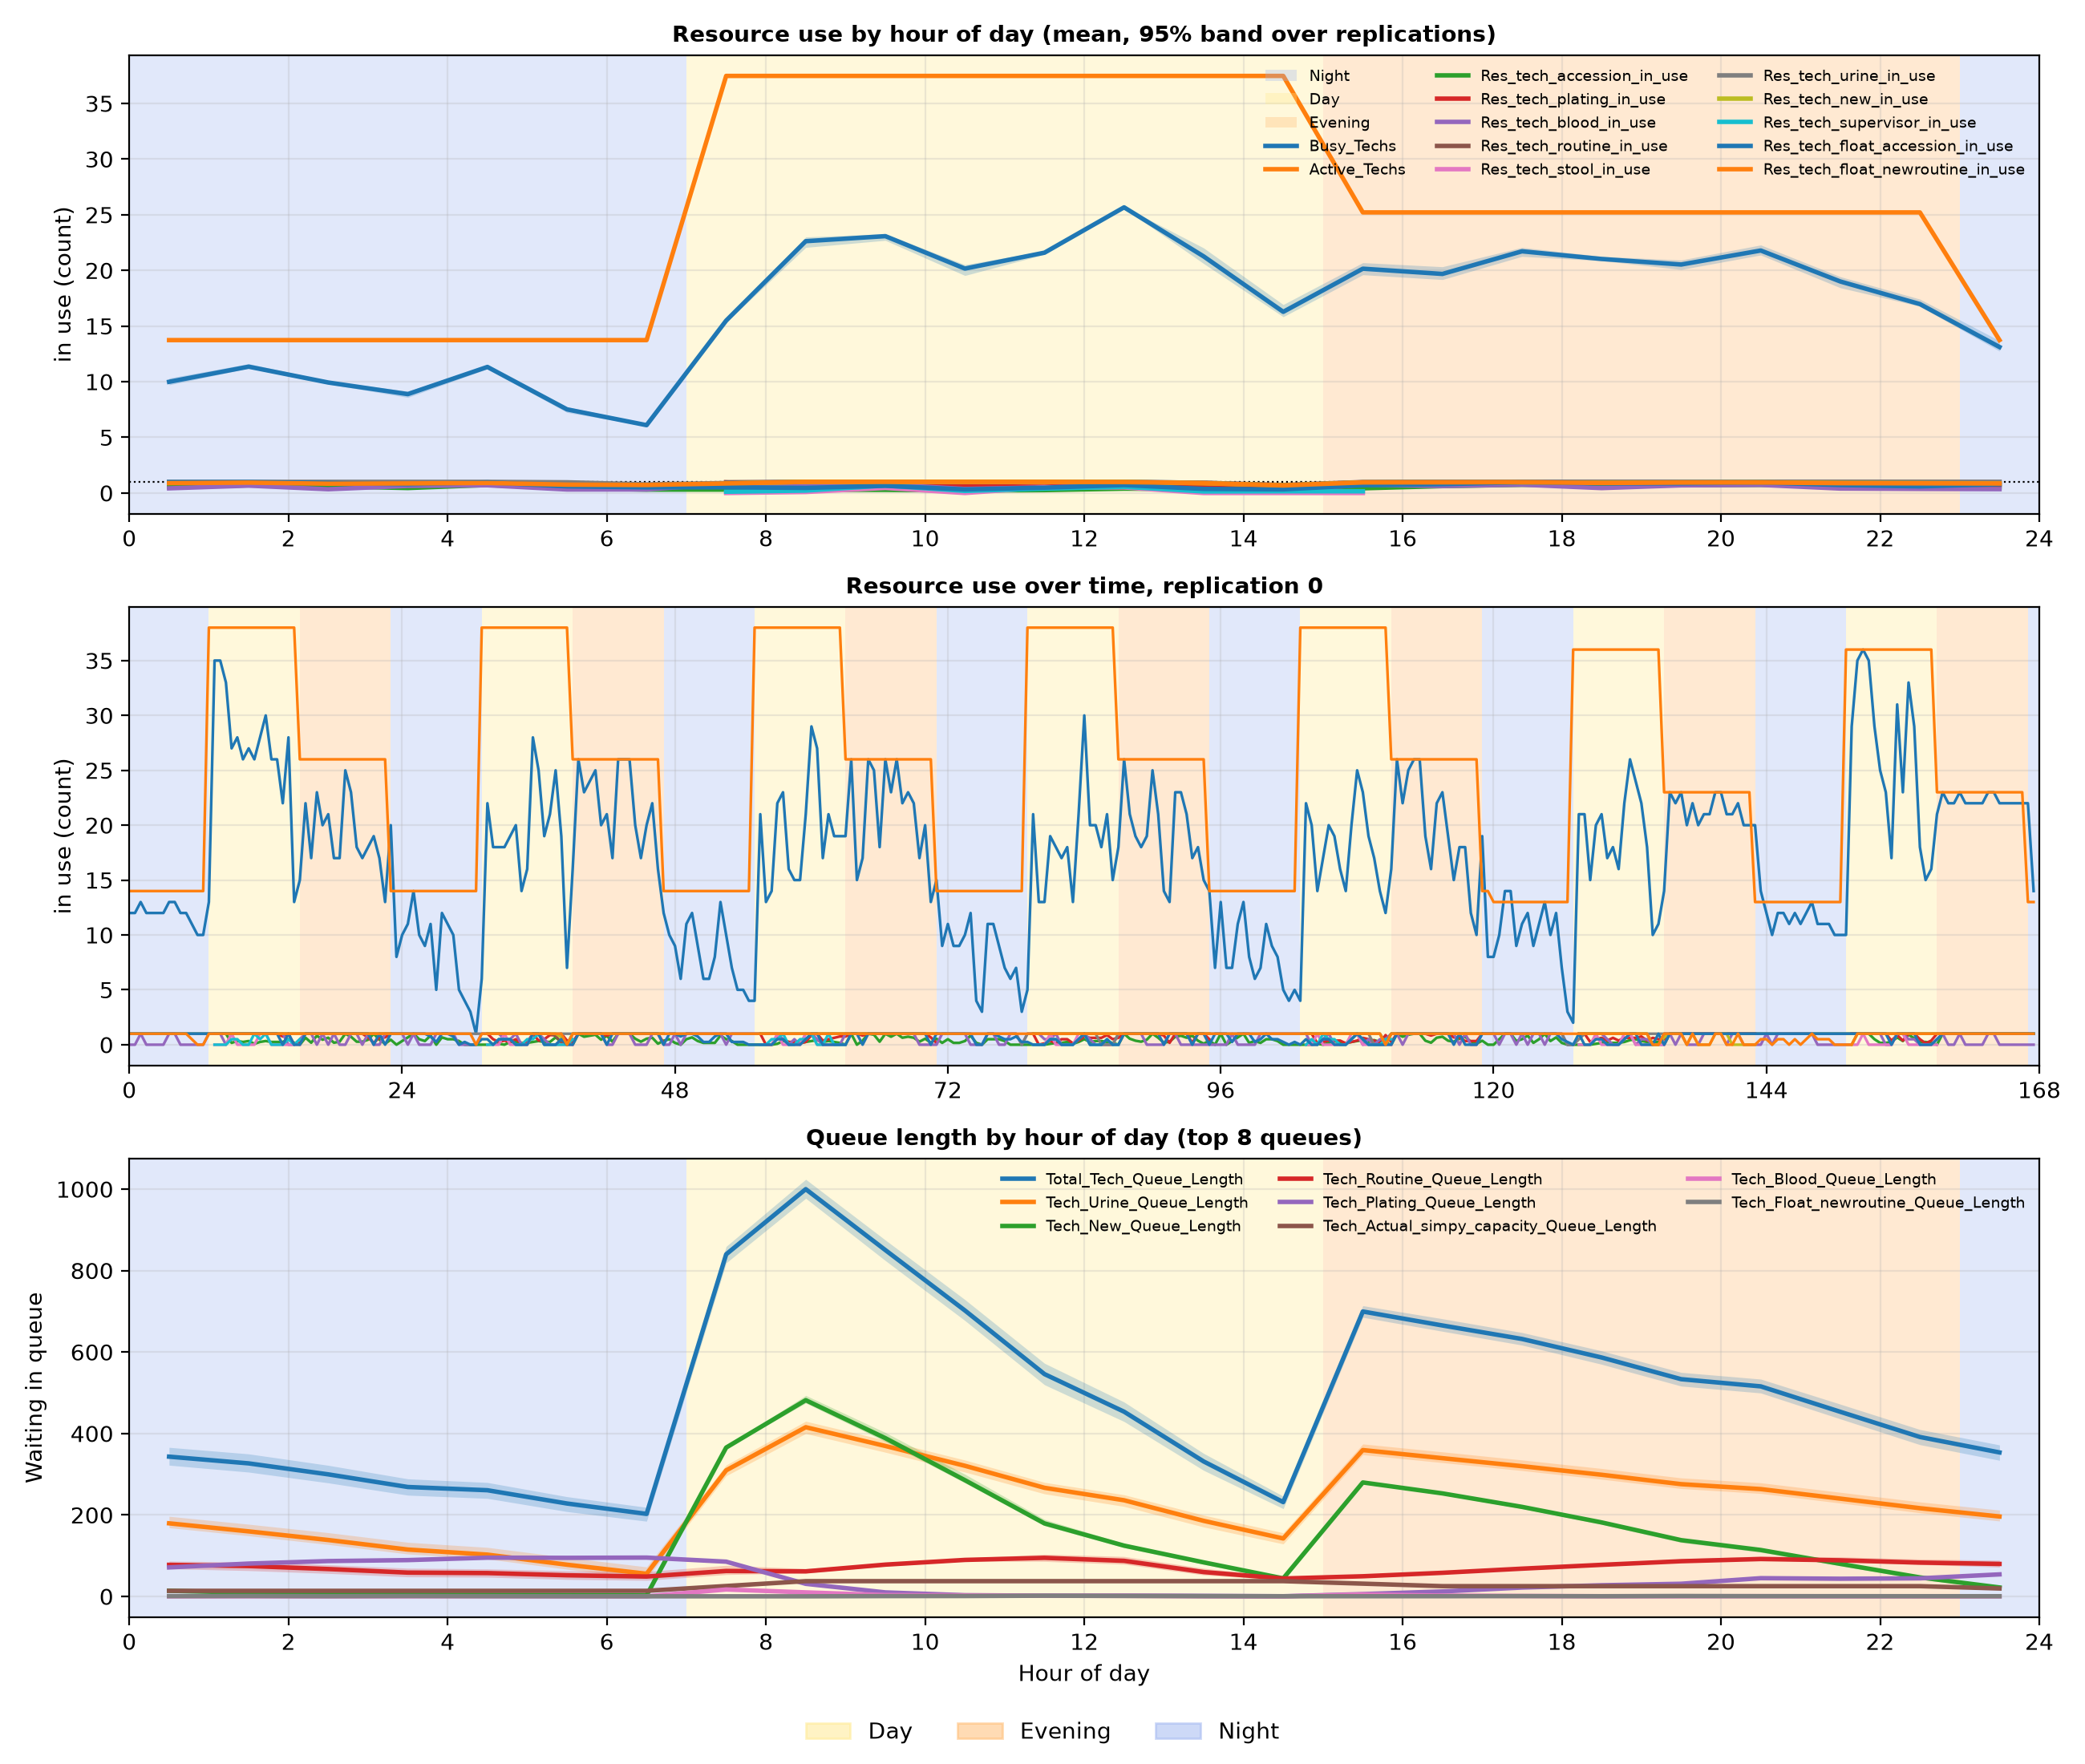 Resource use by hour of day (mean, 95% band over replications)
in use (count)
35
30
25
20
15
10
5
0
Night
Day
Evening
Busy_Techs
Active_Techs
Res_tech_accession_in_use
Res_tech_plating_in_use
Res_tech_blood_in_use
Res_tech_routine_in_use
Res_tech_stool_in_use
Res_tech_urine_in_use
Res_tech_new_in_use
Res_tech_supervisor_in_use
Res_tech_float_accession_in_use
Res_tech_float_newroutine_in_use
0 2 4 6 8 10 12 14 16 18 20 22 24
Resource use over time, replication 0
in use (count)
35
30
25
20
15
10
5
0
0 24 48 72 96 120 144 168
Queue length by hour of day (top 8 queues)
Waiting in queue
1000
800
600
400
200
0
Total_Tech_Queue_Length
Tech_Urine_Queue_Length
Tech_New_Queue_Length
Tech_Routine_Queue_Length
Tech_Plating_Queue_Length
Tech_Actual_simpy_capacity_Queue_Length
Tech_Blood_Queue_Length
Tech_Float_newroutine_Queue_Length
0 2 4 6 8 10 12 14 16 18 20 22 24
Hour of day
Day Evening Night